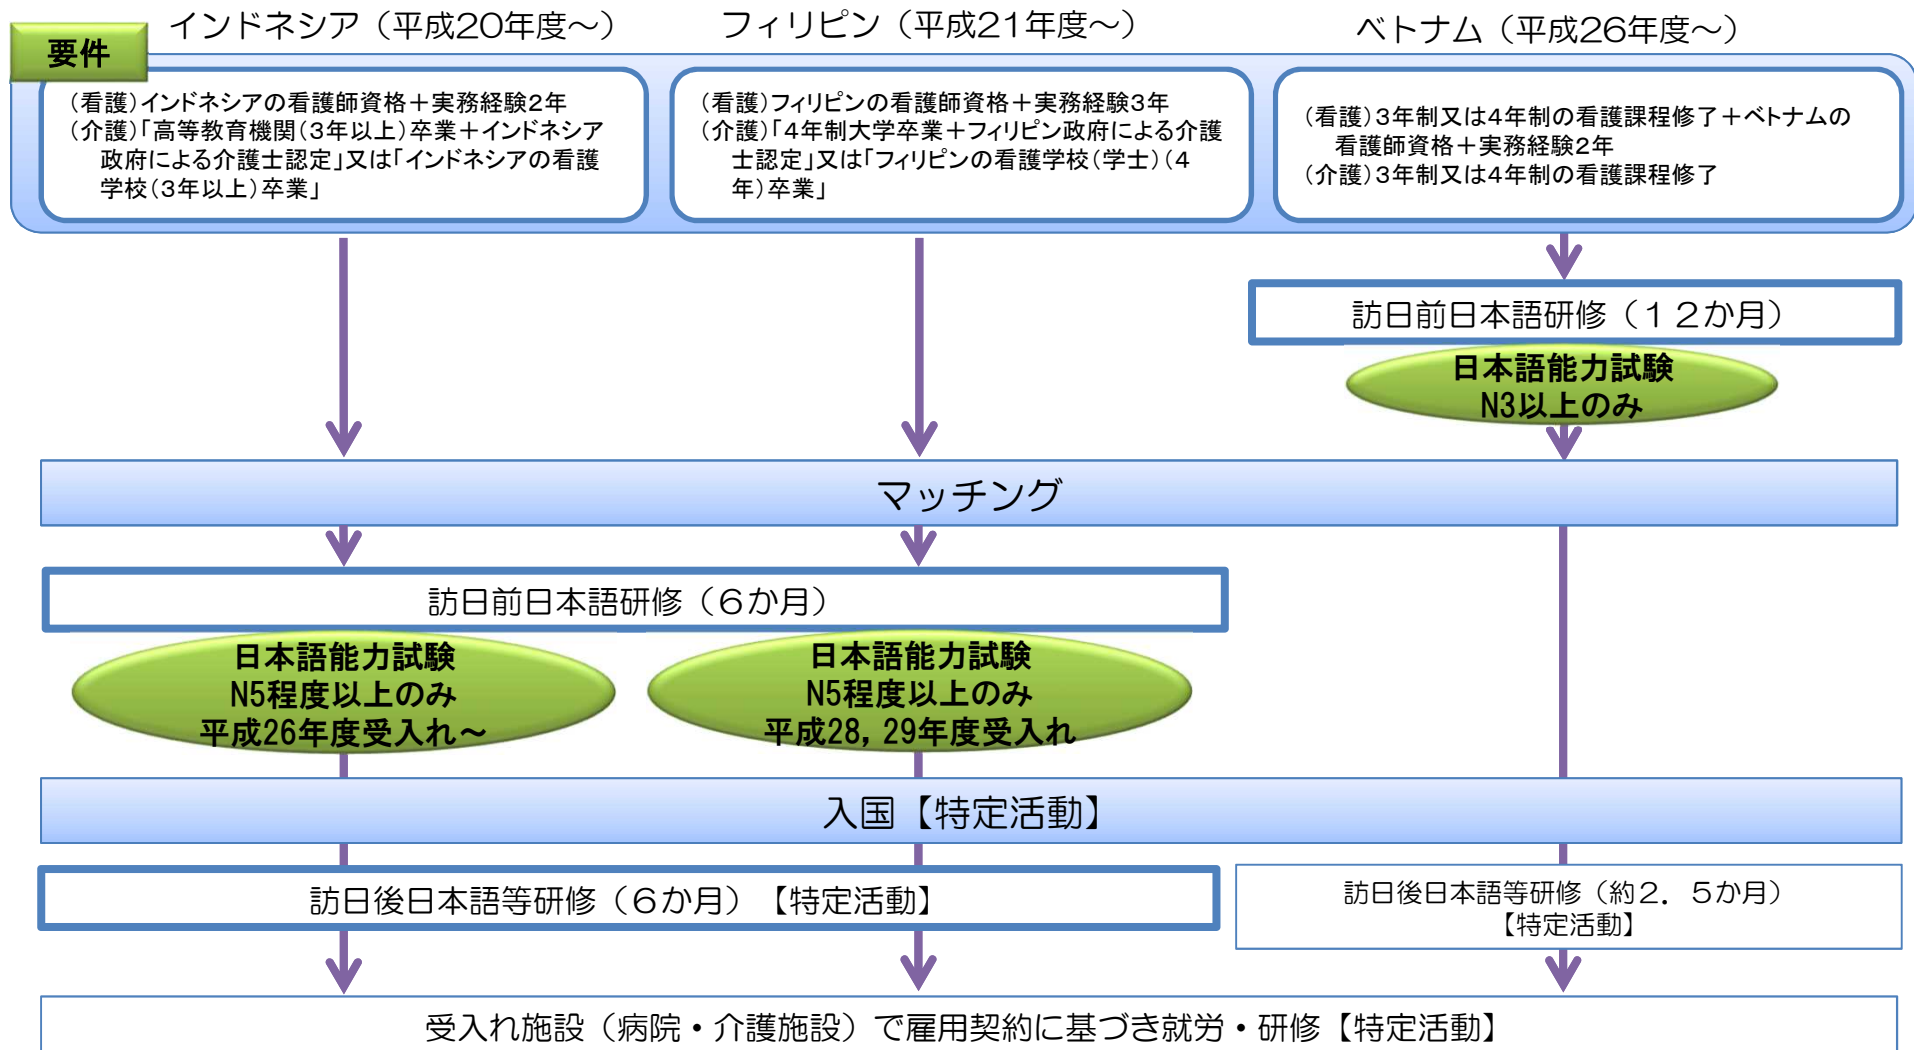 インドネシア（平成20年度～）
フィリピン（平成21年度～）
ベトナム（平成26年度～）
要件
（看護）インドネシアの看護師資格＋実務経験2年
（介護）「高等教育機関（3年以上）卒業＋インドネシア
政府による介護士認定」又は「インドネシアの看護
学校（3年以上）卒業」
（看護）フィリピンの看護師資格＋実務経験3年
（介護）「4年制大学卒業＋フィリピン政府による介護
士認定」又は「フィリピンの看護学校（学士）（4
年）卒業」
（看護）3年制又は4年制の看護課程修了＋ベトナムの
看護師資格＋実務経験2年
（介護）3年制又は4年制の看護課程修了
訪日前日本語研修（１２か月）
日本語能力試験
N3以上のみ
マッチング
訪日前日本語研修（６か月）
日本語能力試験
N5程度以上のみ
平成26年度受入れ～
日本語能力試験
N5程度以上のみ
平成28，29年度受入れ
入国【特定活動】
訪日後日本語等研修（６か月）【特定活動】
訪日後日本語等研修（約２．５か月）
【特定活動】
受入れ施設（病院・介護施設）で雇用契約に基づき就労・研修【特定活動】